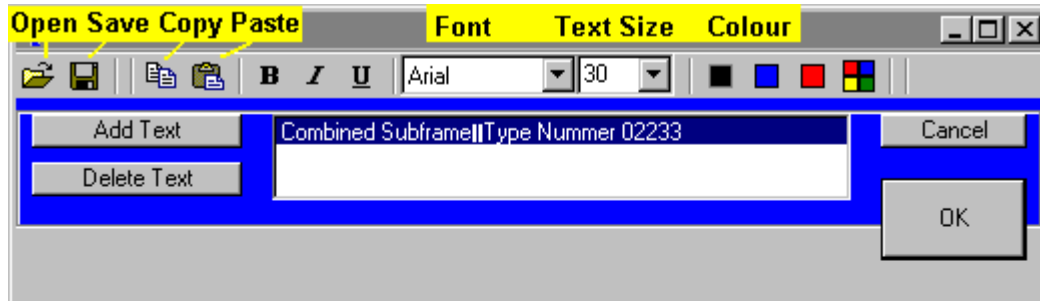 Open Save Copy Paste Font Text Size Colour
B I U Arial 30
Add Text Combined Subframe||Type Nummer 02233 Cancel
Delete Text
OK